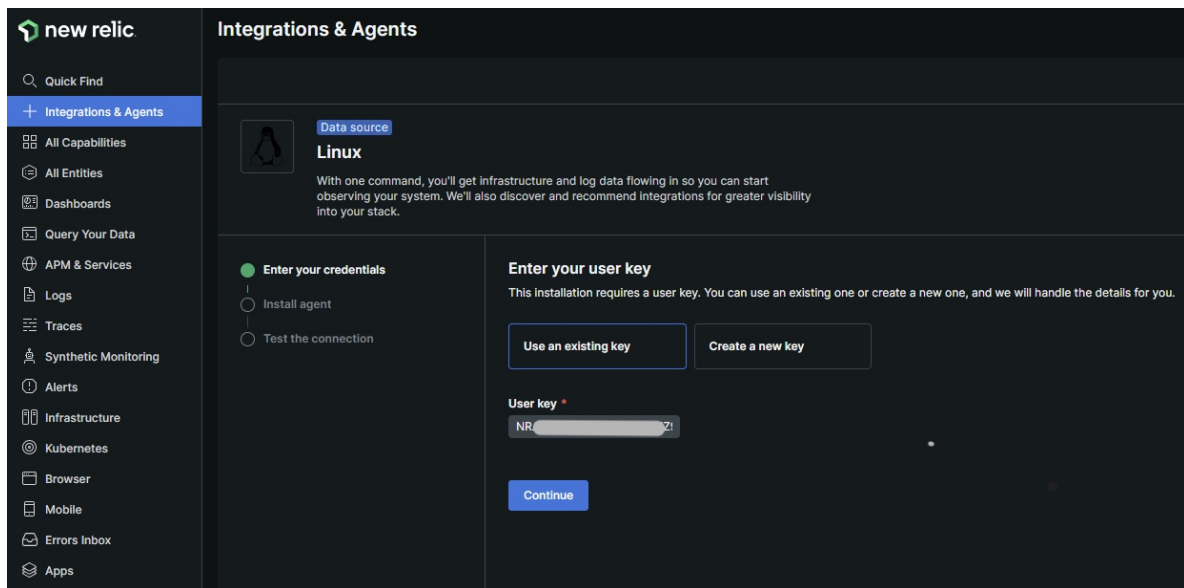 new relic.
Integrations & Agents
Quick Find
Integrations & Agents
All Capabilities
All Entities
Dashboards
Query Your Data
APM & Services
Logs
Traces
Synthetic Monitoring
Alerts
Infrastructure
Kubernetes
Browser
Mobile
Errors Inbox
Apps
Data source
Linux
With one command, you'll get infrastructure and log data flowing in so you can start
observing your system. We'll also discover and recommend integrations for greater visibility
into your stack.
Enter your credentials
Install agent
Test the connection
Enter your user key
This installation requires a user key. You can use an existing one or create a new one, and we will handle the details for you.
Use an existing key
Create a new key
User key *
NR
Continue